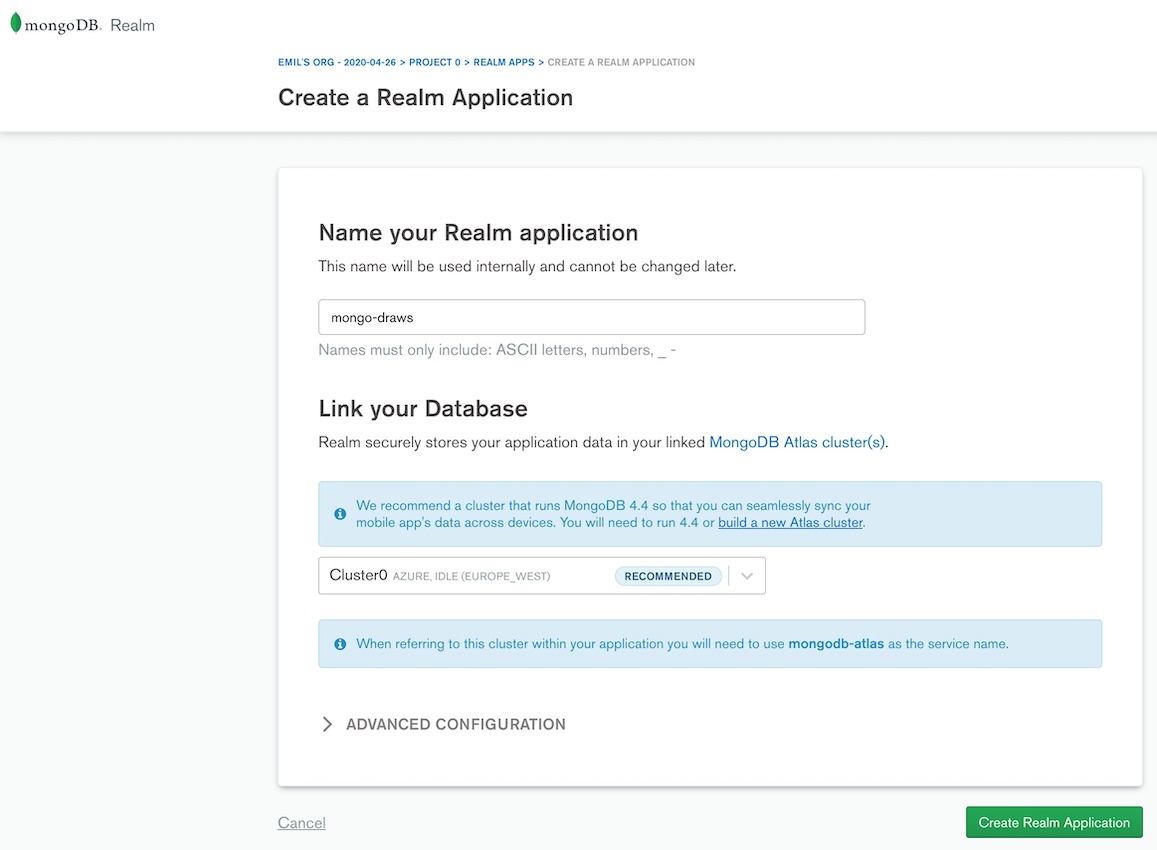 mongoDB. Realm
EMIL'S ORG - 2020-04-26 > PROJECT 0 > REALM APPS > CREATE A REALM APPLICATION
Create a Realm Application
Name your Realm application
This name will be used internally and cannot be changed later.
mongo-draws
Names must only include: ASCII letters, numbers, _ -
Link your Database
Realm securely stores your application data in your linked MongoDB Atlas cluster(s).
We recommend a cluster that runs MongoDB 4.4 so that you can seamlessly sync your
mobile app's data across devices. You will need to run 4.4 or build a new Atlas cluster.
Cluster0 AZURE, IDLE (EUROPE_WEST) RECOMMENDED
When referring to this cluster within your application you will need to use mongodb-atlas as the service name.
ADVANCED CONFIGURATION
Cancel Create Realm Application